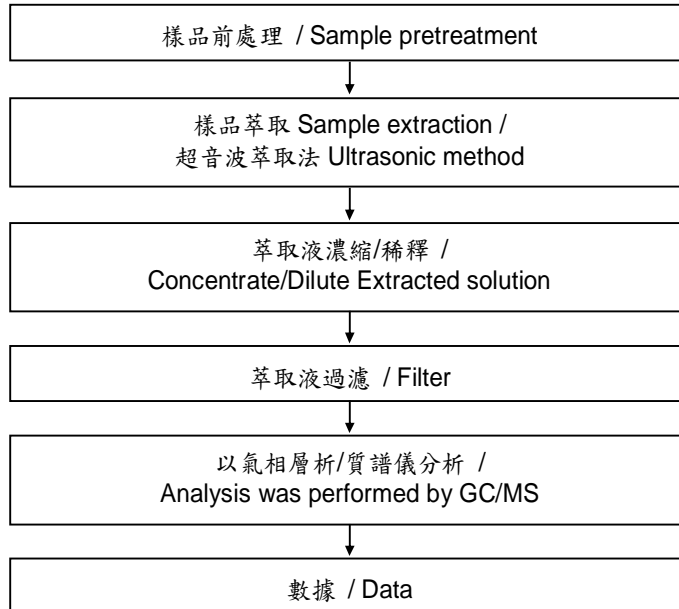 樣品前處理 / Sample pretreatment
樣品萃取 Sample extraction /
超音波萃取法 Ultrasonic method
萃取液濃縮/稀釋 /
Concentrate/Dilute Extracted solution
萃取液過濾 / Filter
以氣相層析/質譜儀分析 /
Analysis was performed by GC/MS
數據 / Data